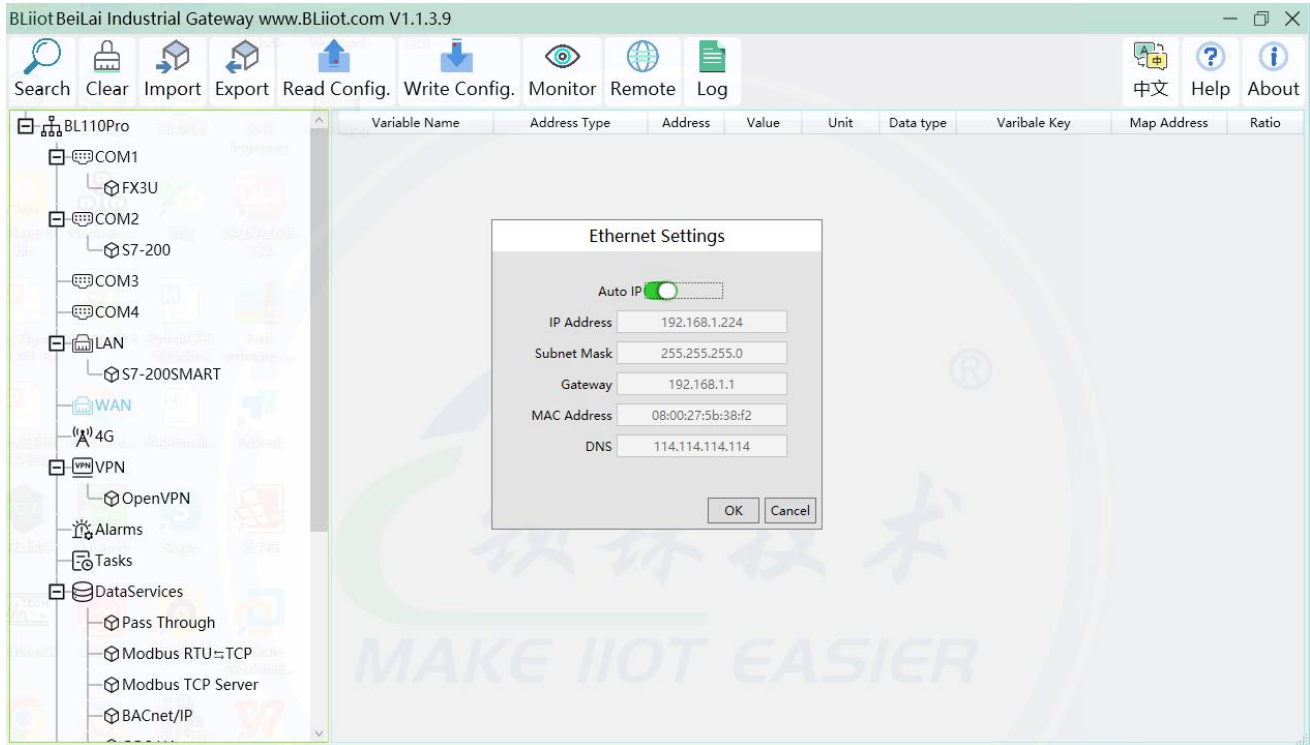 BLiiot BeiLai Industrial Gateway www.BLiiot.com V1.1.3.9
Search Clear Import Export Read Config. Write Config. Monitor Remote Log 中文 Help About
Variable Name Address Type Address Value Unit Data type Varibale Key Map Address Ratio
BL110Pro
COM1
FX3U
COM2
S7-200
COM3
COM4
LAN
S7-200SMART
WAN
4G
VPN
VPN
OpenVPN
Alarms
Tasks
DataServices
Pass Through
Modbus RTU⇆TCP
Modbus TCP Server
BACnet/IP
Ethernet Settings
Auto IP
IP Address 192.168.1.224
Subnet Mask 255.255.255.0
Gateway 192.168.1.1
MAC Address 08:00:27:5b:38:f2
DNS 114.114.114.114
OK Cancel
®
技术
MAKE IIOT EASIER